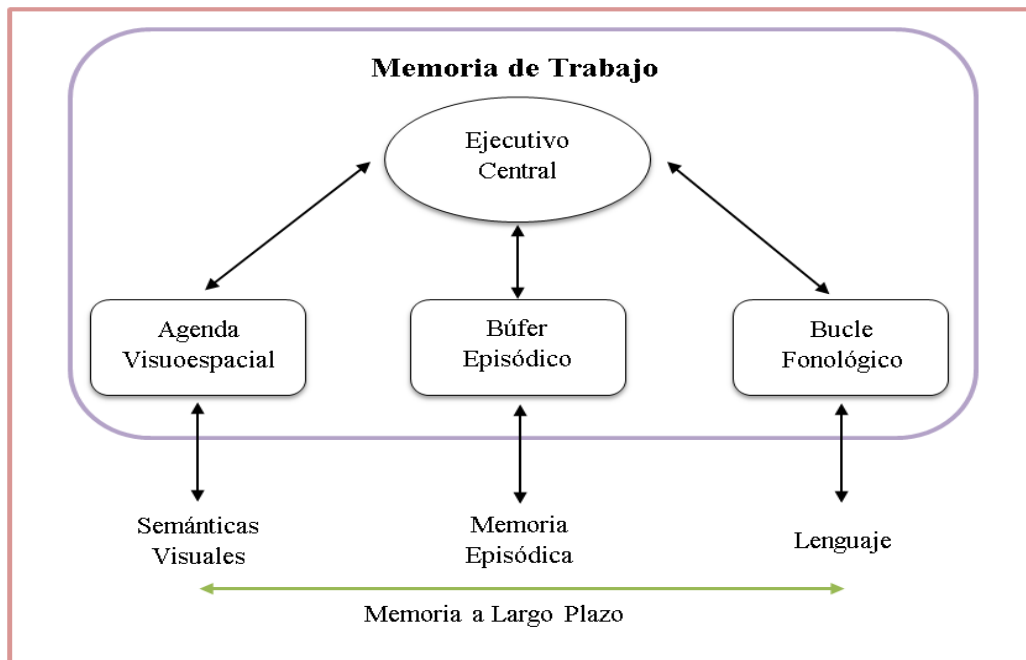 Memoria de Trabajo
Ejecutivo
Central
Agenda
Visuoespacial
Búfer
Episódico
Bucle
Fonológico
Semánticas
Visuales
Memoria
Episódica
Lenguaje
Memoria a Largo Plazo